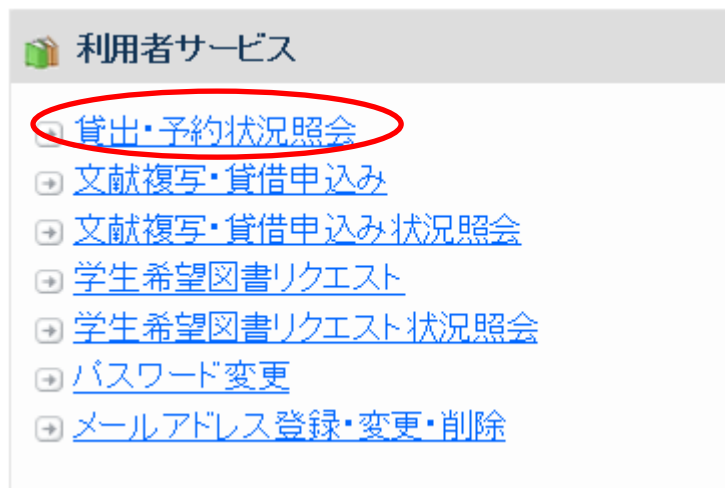 利用者サービス
貸出・予約状況照会
文献複写・貸借申込み
文献複写・貸借申込み状況照会
学生希望図書リクエスト
学生希望図書リクエスト状況照会
パスワード変更
メールアドレス登録・変更・削除